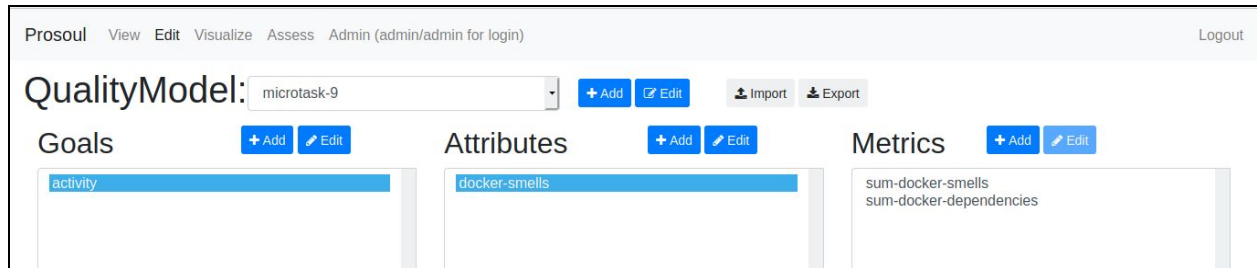 Prosoul View Edit Visualize Assess Admin (admin/admin for login) Logout
QualityModel: microtask-9 + Add Edit Import Export
Goals + Add Edit Attributes + Add Edit Metrics + Add Edit
activity docker-smells sum-docker-smells
sum-docker-dependencies